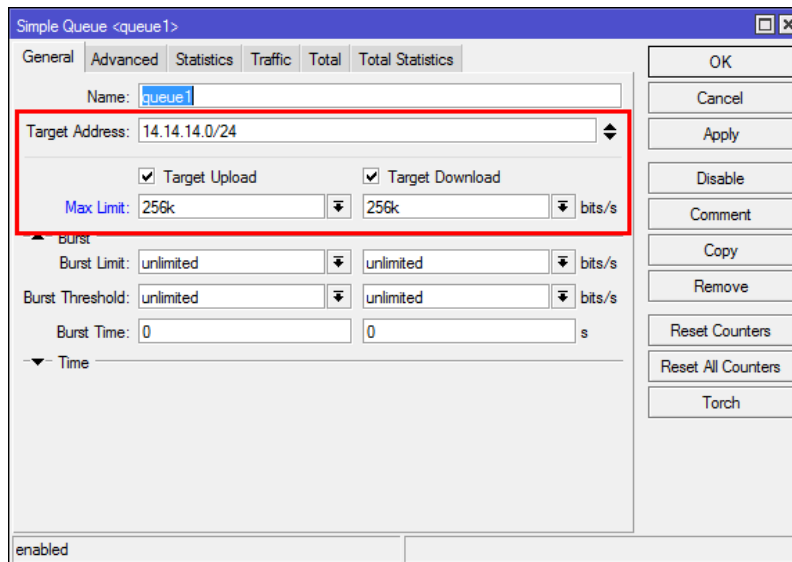 Simple Queue <queue1>
General Advanced Statistics Traffic Total Total Statistics
Name: queue1
Target Address: 14.14.14.0/24
Target Upload Target Download
Max Limit: 256k 256k bits/s
Burst
Burst Limit: unlimited unlimited bits/s
Burst Threshold: unlimited unlimited bits/s
Burst Time: 0 0 s
Time
OK
Cancel
Apply
Disable
Comment
Copy
Remove
Reset Counters
Reset All Counters
Torch
enabled